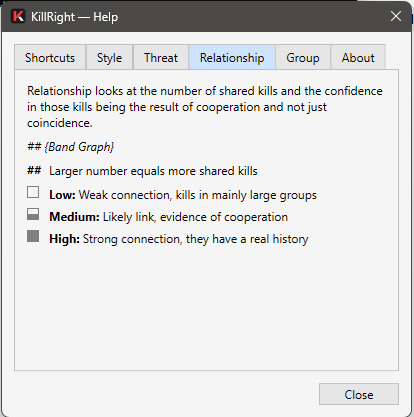 KillRight — Help
Shortcuts Style Threat Relationship Group About
Relationship looks at the number of shared kills and the confidence
in those kills being the result of cooperation and not just
coincidence.
## {Band Graph}
## Larger number equals more shared kills
Low: Weak connection, kills in mainly large groups
Medium: Likely link, evidence of cooperation
High: Strong connection, they have a real history
Close